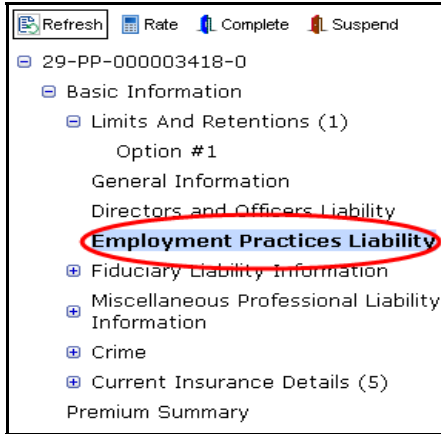 Refresh Rate Complete Suspend
29-PP-000003418-0
Basic Information
Limits And Retentions (1)
Option #1
General Information
Directors and Officers Liability
Employment Practices Liability
Fiduciary Liability Information
Miscellaneous Professional Liability
Information
Crime
Current Insurance Details (5)
Premium Summary